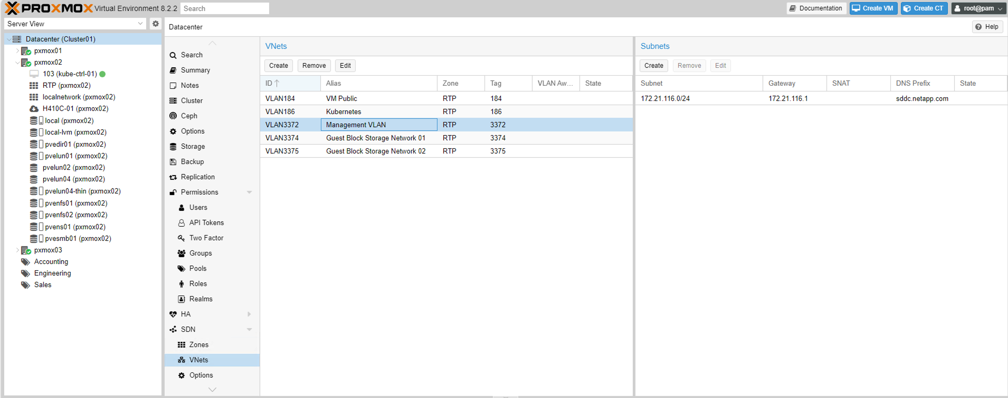 PROXMOX Virtual Environment 8.2.2 Search Documentation Create VM Create CT root@pam
Server View
Datacenter (Cluster01)
pxmox01
pxmox02
103 (kube-ctrl-01)
RTP (pxmox02)
localnetwork (pxmox02)
H410C-01 (pxmox02)
local (pxmox02)
local-lvm (pxmox02)
pvedir01 (pxmox02)
pvelun01 (pxmox02)
pvelun02 (pxmox02)
pvelun04 (pxmox02)
pvelun04-thin (pxmox02)
pvenfs01 (pxmox02)
pvenfs02 (pxmox02)
pvens01 (pxmox02)
pvesmb01 (pxmox02)
pxmox03
Accounting
Engineering
Sales
Datacenter
Help
Search
Summary
Notes
Cluster
Ceph
Options
Storage
Backup
Replication
Permissions
Users
API Tokens
Two Factor
Groups
Pools
Roles
Realms
HA
SDN
Zones
VNets
Options
VNets
Create Remove Edit
ID Alias Zone Tag VLAN Aw... State
VLAN184 VM Public RTP 184
VLAN186 Kubernetes RTP 186
VLAN3372 Management VLAN RTP 3372
VLAN3374 Guest Block Storage Network 01 RTP 3374
VLAN3375 Guest Block Storage Network 02 RTP 3375
Subnets
Create Remove Edit
Subnet Gateway SNAT DNS Prefix State
172.21.116.0/24 172.21.116.1 sddc.netapp.com